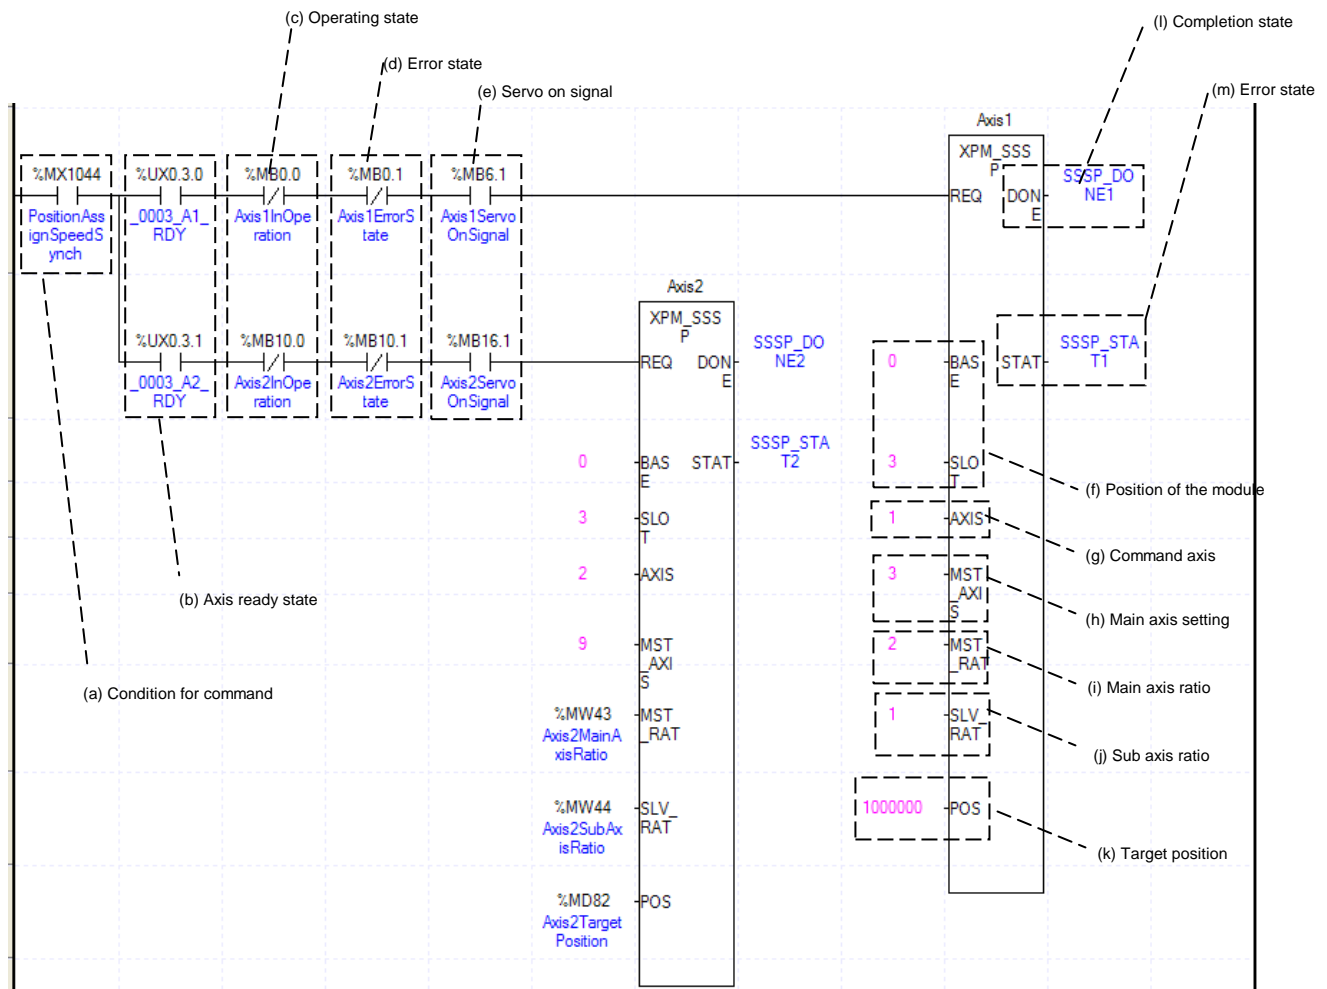 (c) Operating state
(l) Completion state
(d) Error state
(e) Servo on signal
(m) Error state
Axis1
XPM_SSS
P
%MX1044
%UX0.3.0
%MB0.0
%MB0.1
%MB6.1
REQ
DON
E
SSSP_DO
NE1
PositionAss
ignSpeedS
ynch
_0003_A1_
RDY
Axis1InOpe
ration
Axis1ErrorS
tate
Axis1Servo
OnSignal
Axis2
XPM_SSS
P
%UX0.3.1
%MB10.0
%MB10.1
%MB16.1
REQ
DON
E
SSSP_DO
NE2
0
BAS
E
STAT
SSSP_STA
T1
_0003_A2_
RDY
Axis2InOpe
ration
Axis2ErrorS
tate
Axis2Servo
OnSignal
0
BAS
E
STAT
SSSP_STA
T2
3
SLO
T
(f) Position of the module
3
SLO
T
1
AXIS
(g) Command axis
2
AXIS
3
MST
_AXI
S
(h) Main axis setting
(b) Axis ready state
9
MST
_AXI
S
2
MST
_RAT
(i) Main axis ratio
(a) Condition for command
%MW43
Axis2MainA
xisRatio
MST
_RAT
1
SLV_
RAT
(j) Sub axis ratio
%MW44
Axis2SubAx
isRatio
SLV_
RAT
1000000
POS
(k) Target position
%MD82
Axis2Target
Position
POS